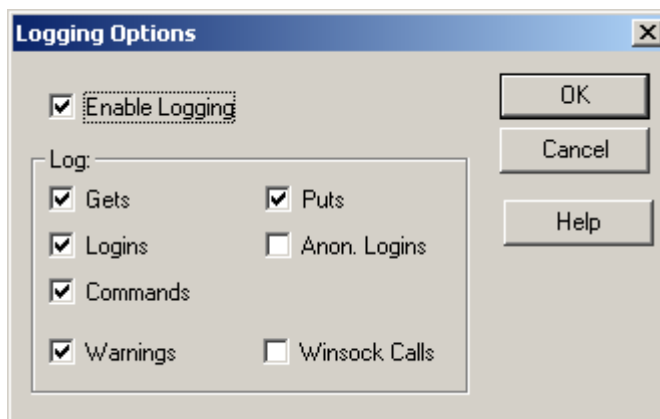 Logging Options
Enable Logging
OK
Cancel
Help
Log:
Gets
Puts
Logins
Anon. Logins
Commands
Warnings
Winsock Calls